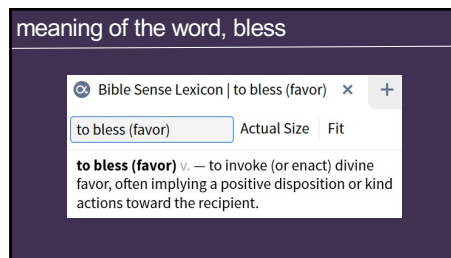 meaning of the word, bless
Bible Sense Lexicon | to bless (favor) × +
to bless (favor) Actual Size Fit
to bless (favor) v. — to invoke (or enact) divine
favor, often implying a positive disposition or kind
actions toward the recipient.